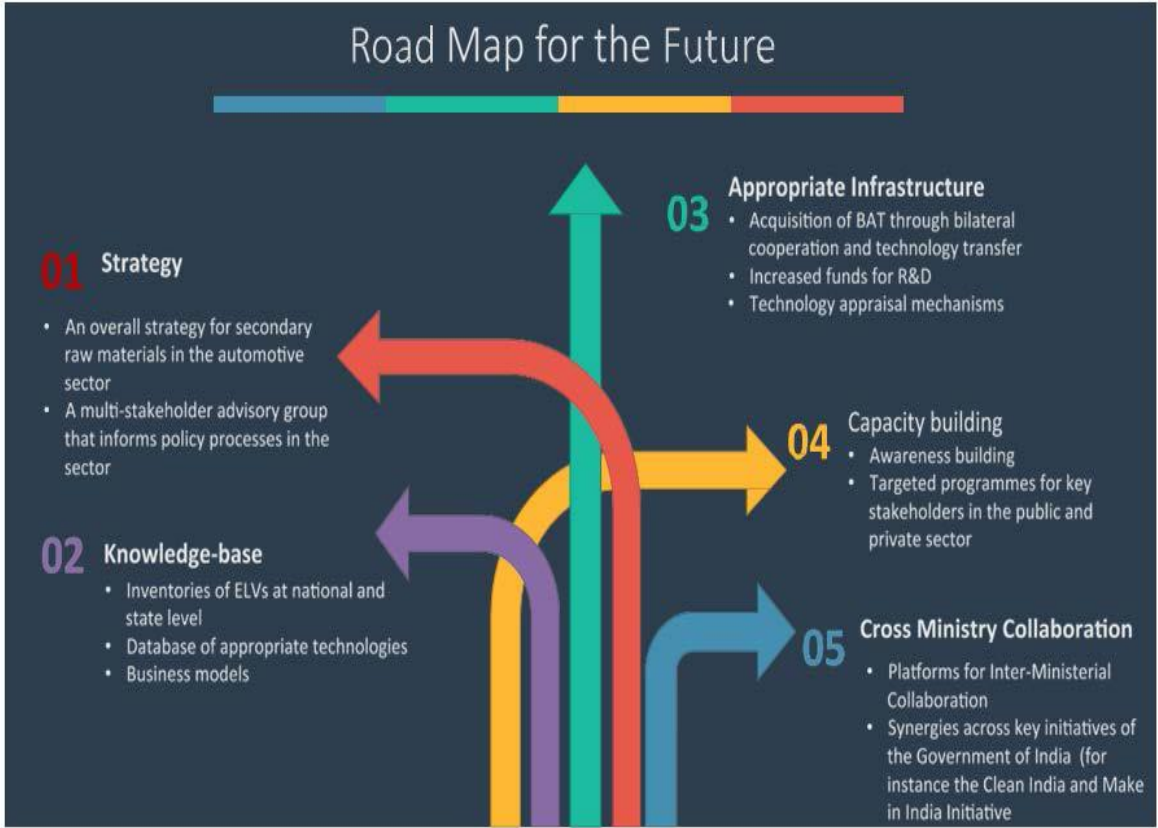 Road Map for the Future
01 Strategy
• An overall strategy for secondary
raw materials in the automotive
sector
• A multi-stakeholder advisory group
that informs policy processes in the
sector
02 Knowledge-base
• Inventories of ELVs at national and
state level
• Database of appropriate technologies
• Business models
03 Appropriate Infrastructure
• Acquisition of BAT through bilateral
cooperation and technology transfer
• Increased funds for R&D
• Technology appraisal mechanisms
04 Capacity building
• Awareness building
• Targeted programmes for key
stakeholders in the public and
private sector
05 Cross Ministry Collaboration
• Platforms for Inter-Ministerial
Collaboration
• Synergies across key initiatives of
the Government of India (for
instance the Clean India and Make
in India Initiative